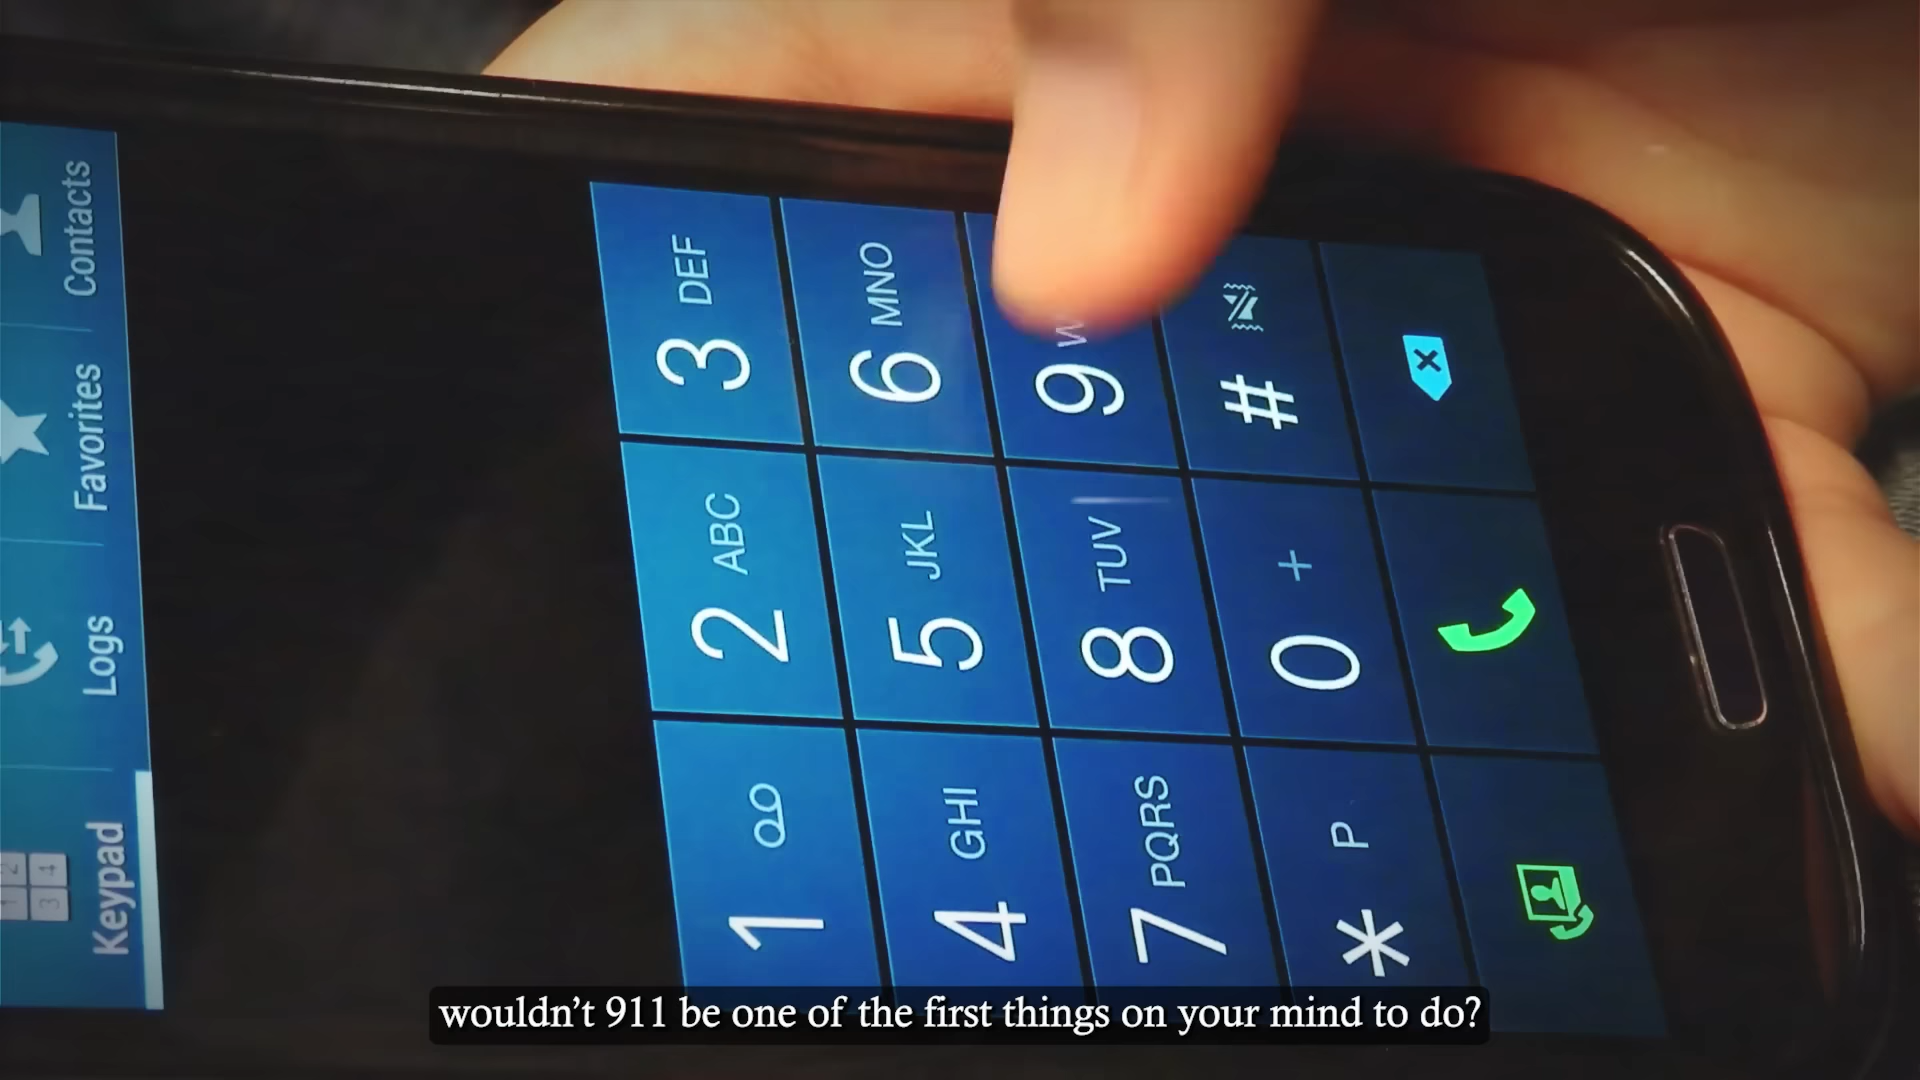 Keypad
Logs
Favorites
Contacts
1
2 ABC
3 DEF
4 GHI
5 JKL
6 MNO
7 PQRS
8 TUV
9 W
* P
0 +
#
wouldn't 911 be one of the first things on your mind to do?